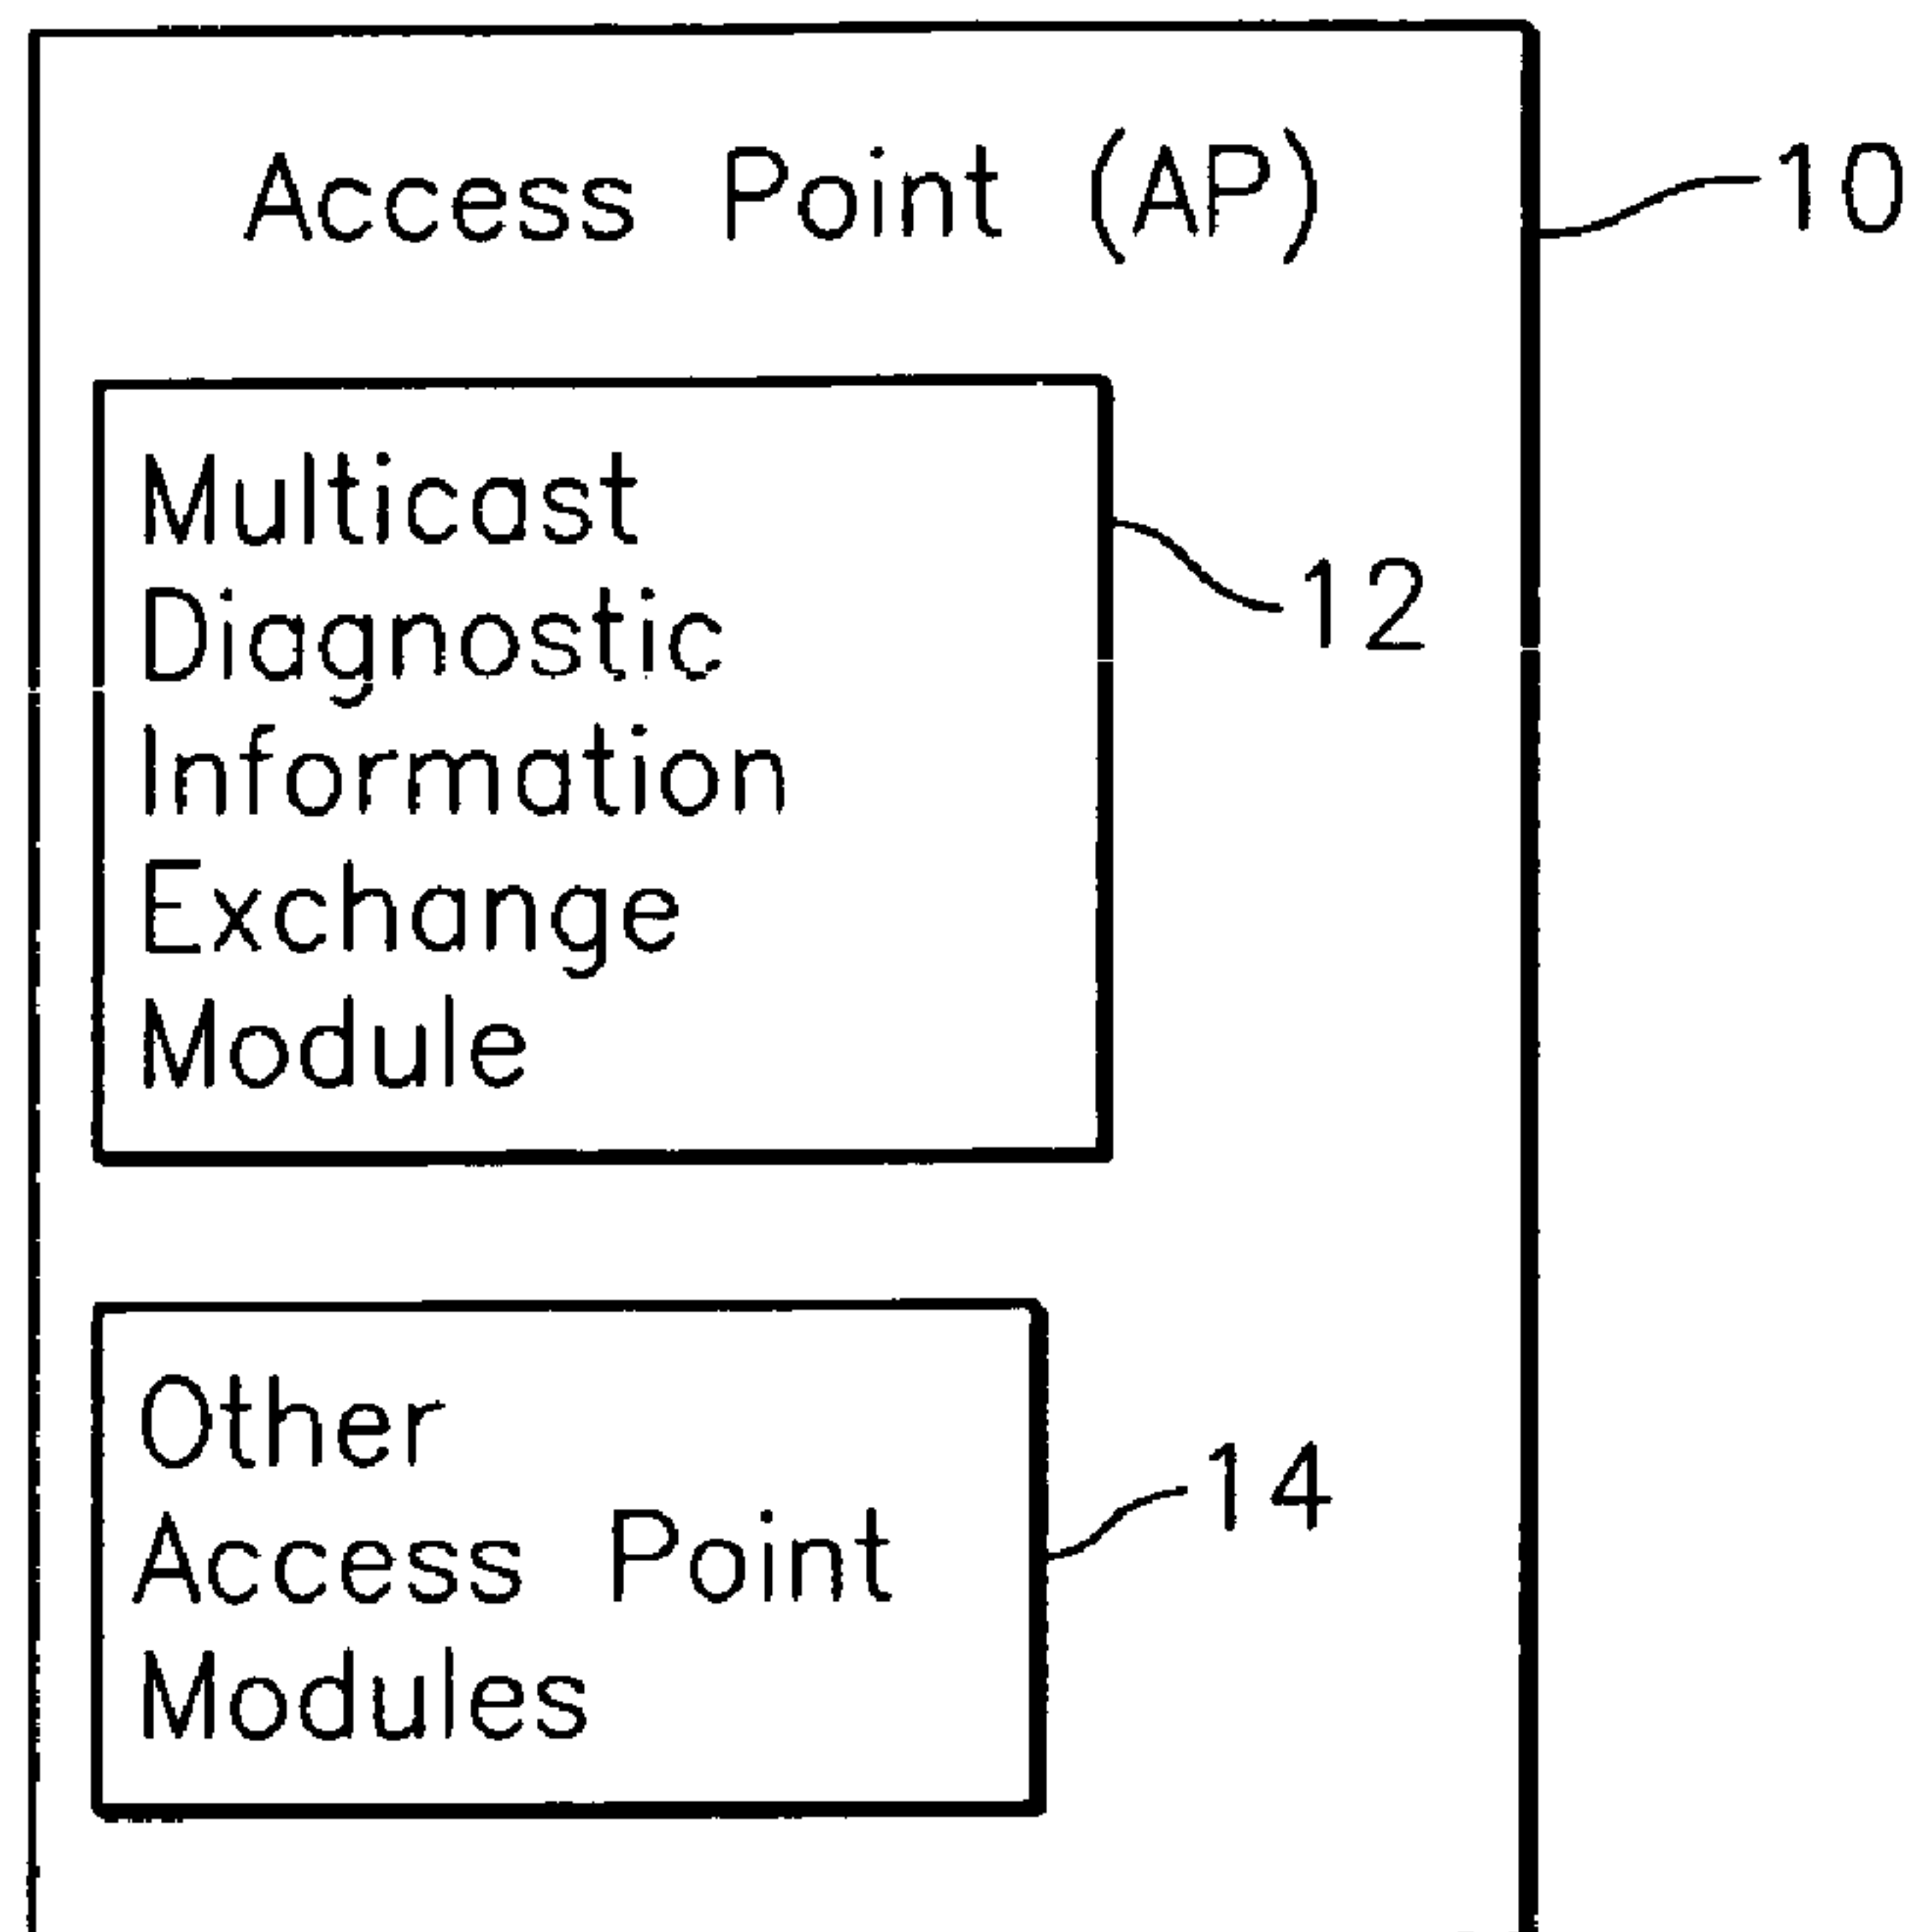 Access Point (AP)
10
Multicast
Diagnostic
Information
Exchange
Module
12
Other
Access Point
Modules
14